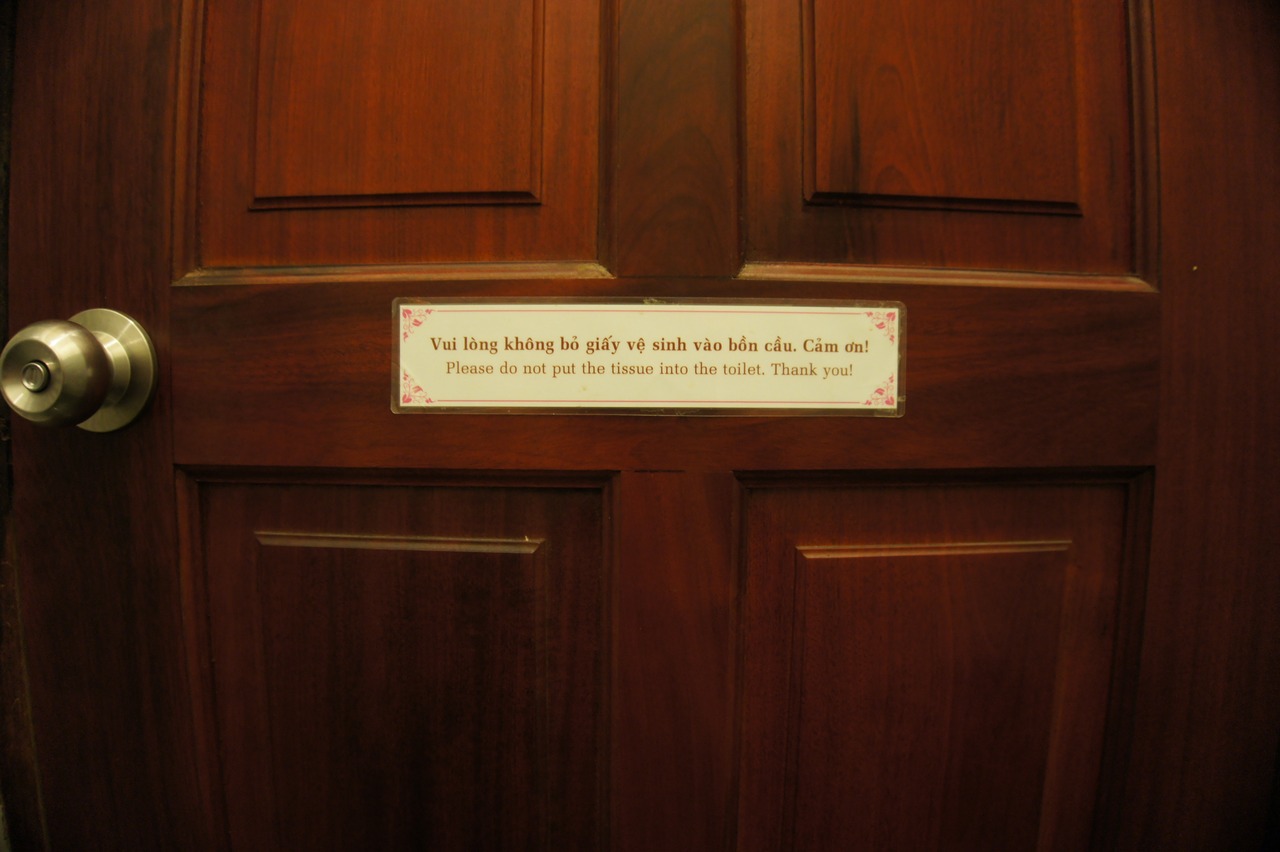 Vui lòng không bỏ giấy vệ sinh vào bồn cầu. Cảm ơn!
Please do not put the tissue into the toilet. Thank you!